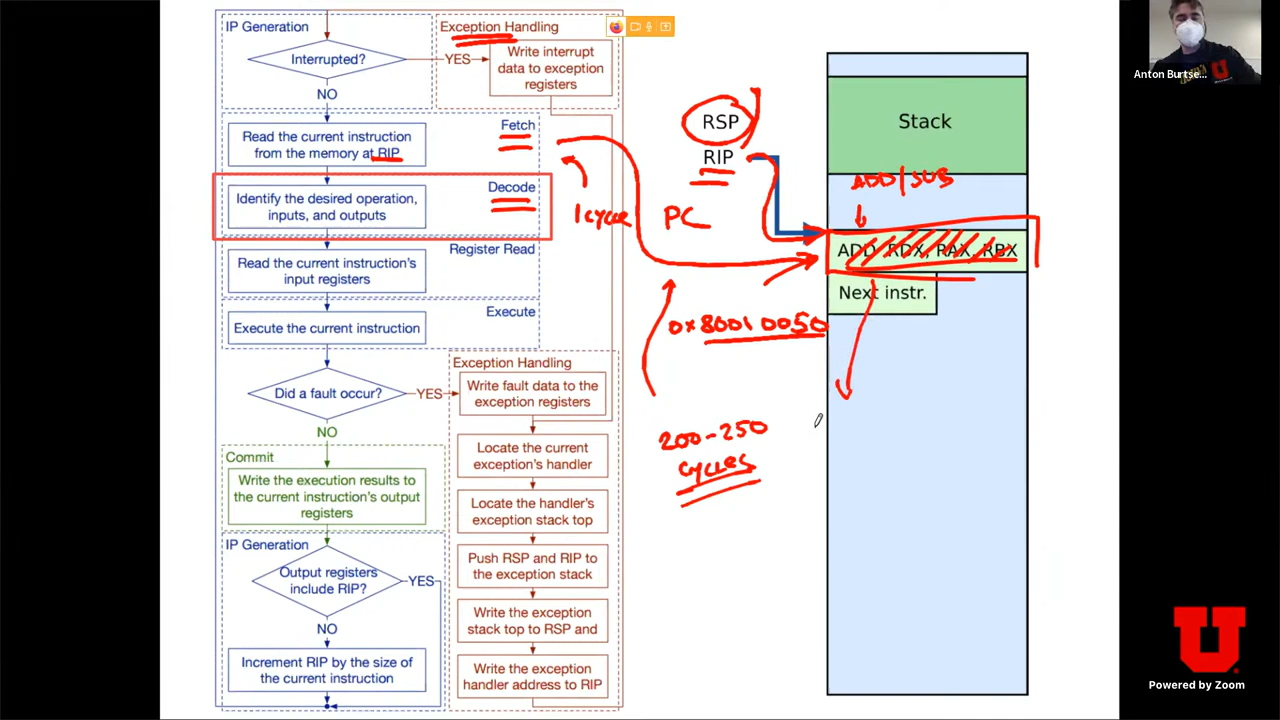 IP Generation
Exception Handling
Interrupted?
YES
Write interrupt
data to exception
registers
NO
Fetch
Read the current instruction
from the memory at RIP
Decode
Identify the desired operation,
inputs, and outputs
Register Read
Read the current instruction's
input registers
Execute
Execute the current instruction
Did a fault occur?
YES
NO
Exception Handling
Write fault data to the
exception registers
Locate the current
exception's handler
Locate the handler's
exception stack top
Push RSP and RIP to
the exception stack
Write the exception
stack top to RSP and
Write the exception
handler address to RIP
Commit
Write the execution results to
the current instruction's output
registers
IP Generation
Output registers
include RIP?
YES
NO
Increment RIP by the size of
the current instruction
RSP
RIP
1 cycle
PC
0x80010050
200-250
cycles
Stack
ADD/SUB
ADD, RDX, RAX, RBX
Next instr.
Anton Burtse...
U
Powered by Zoom